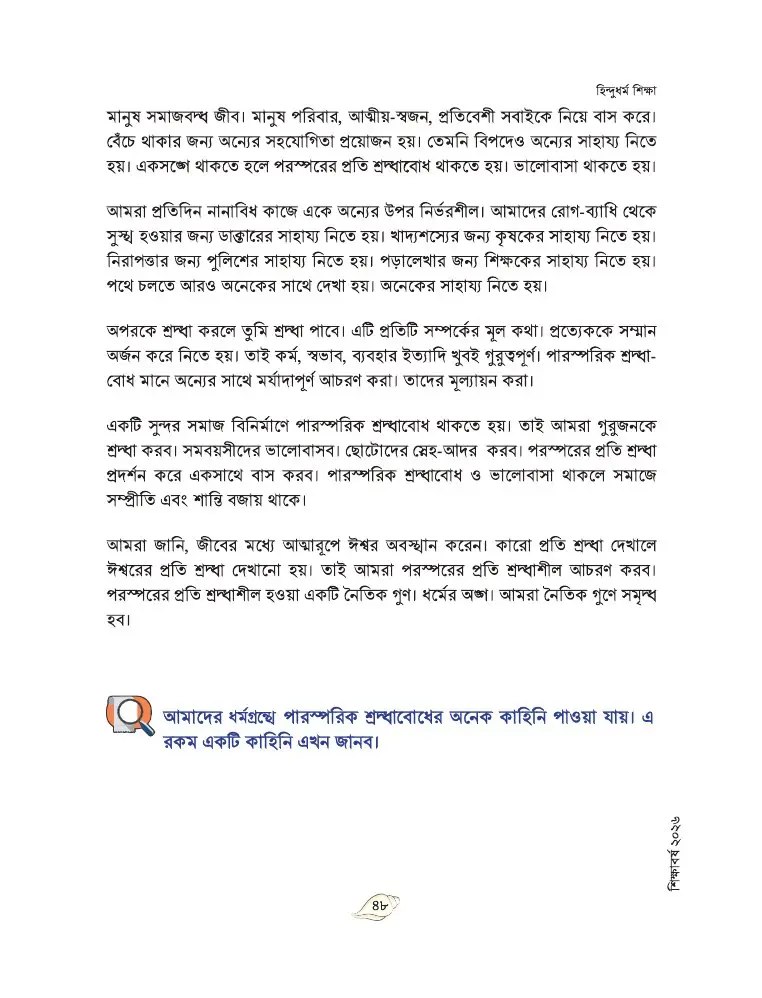 হিন্দুধর্ম শিক্ষা
মানুষ সমাজবদ্ধ জীব। মানুষ পরিবার, আত্মীয়-স্বজন, প্রতিবেশী সবাইকে নিয়ে বাস করে।
বেঁচে থাকার জন্য অন্যের সহযোগিতা প্রয়োজন হয়। তেমনি বিপদেও অন্যের সাহায্য নিতে
হয়। একসঙ্গে থাকতে হলে পরস্পরের প্রতি শ্রদ্ধাবোধ থাকতে হয়। ভালোবাসা থাকতে হয়।
আমরা প্রতিদিন নানাবিধ কাজে একে অন্যের উপর নির্ভরশীল। আমাদের রোগ-ব্যাধি থেকে
সুস্থ হওয়ার জন্য ডাক্তারের সাহায্য নিতে হয়। খাদ্যশস্যের জন্য কৃষকের সাহায্য নিতে হয়।
নিরাপত্তার জন্য পুলিশের সাহায্য নিতে হয়। পড়ালেখার জন্য শিক্ষকের সাহায্য নিতে হয়।
পথে চলতে আরও অনেকের সাথে দেখা হয়। অনেকের সাহায্য নিতে হয়।
অপরকে শ্রদ্ধা করলে তুমি শ্রদ্ধা পাবে। এটি প্রতিটি সম্পর্কের মূল কথা। প্রত্যেককে সম্মান
অর্জন করে নিতে হয়। তাই কর্ম, স্বভাব, ব্যবহার ইত্যাদি খুবই গুরুত্বপূর্ণ। পারস্পরিক শ্রদ্ধা-
বোধ মানে অন্যের সাথে মর্যাদাপূর্ণ আচরণ করা। তাদের মূল্যায়ন করা।
একটি সুন্দর সমাজ বিনির্মাণে পারস্পরিক শ্রদ্ধাবোধ থাকতে হয়। তাই আমরা গুরুজনকে
শ্রদ্ধা করব। সমবয়সীদের ভালোবাসব। ছোটোদের স্নেহ-আদর করব। পরস্পরের প্রতি শ্রদ্ধা
প্রদর্শন করে একসাথে বাস করব। পারস্পরিক শ্রদ্ধাবোধ ও ভালোবাসা থাকলে সমাজে
সম্প্রীতি এবং শান্তি বজায় থাকে।
আমরা জানি, জীবের মধ্যে আত্মারূপে ঈশ্বর অবস্থান করেন। কারো প্রতি শ্রদ্ধা দেখালে
ঈশ্বরের প্রতি শ্রদ্ধা দেখানো হয়। তাই আমরা পরস্পরের প্রতি শ্রদ্ধাশীল আচরণ করব।
পরস্পরের প্রতি শ্রদ্ধাশীল হওয়া একটি নৈতিক গুণ। ধর্মের অঙ্গ। আমরা নৈতিক গুণে সমৃদ্ধ
হব।
আমাদের ধর্মগ্রন্থে পারস্পরিক শ্রদ্ধাবোধের অনেক কাহিনি পাওয়া যায়। এ
রকম একটি কাহিনি এখন জানব।
শিক্ষাবর্ষ ২০২৬
৪৮